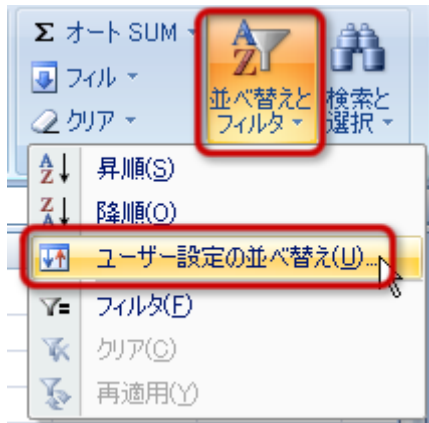 Σ オート SUM
フィル
クリア
並べ替えと
フィルタ
検索と
選択
昇順(S)
降順(O)
ユーザー設定の並べ替え(U)...
フィルタ(F)
クリア(C)
再適用(Y)